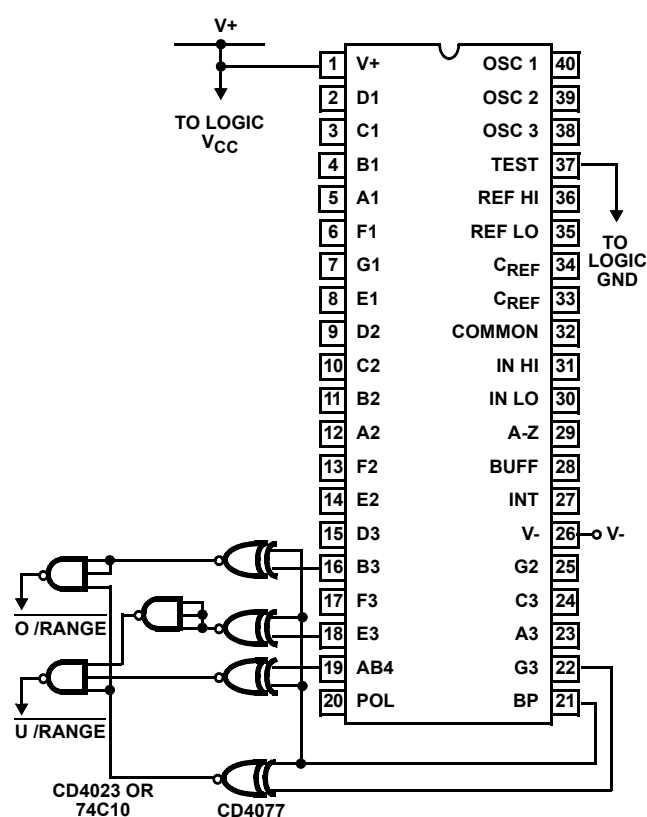 V+
TO LOGIC
VCC
1 V+ OSC 1 40
2 D1 OSC 2 39
3 C1 OSC 3 38
4 B1 TEST 37
5 A1 REF HI 36
6 F1 REF LO 35
7 G1 CREF 34
8 E1 CREF 33
9 D2 COMMON 32
10 C2 IN HI 31
11 B2 IN LO 30
12 A2 A-Z 29
13 F2 BUFF 28
14 E2 INT 27
15 D3 V- 26 V-
16 B3 G2 25
17 F3 C3 24
18 E3 A3 23
19 AB4 G3 22
20 POL BP 21
TO
LOGIC
GND
O /RANGE
U /RANGE
CD4023 OR
74C10
CD4077